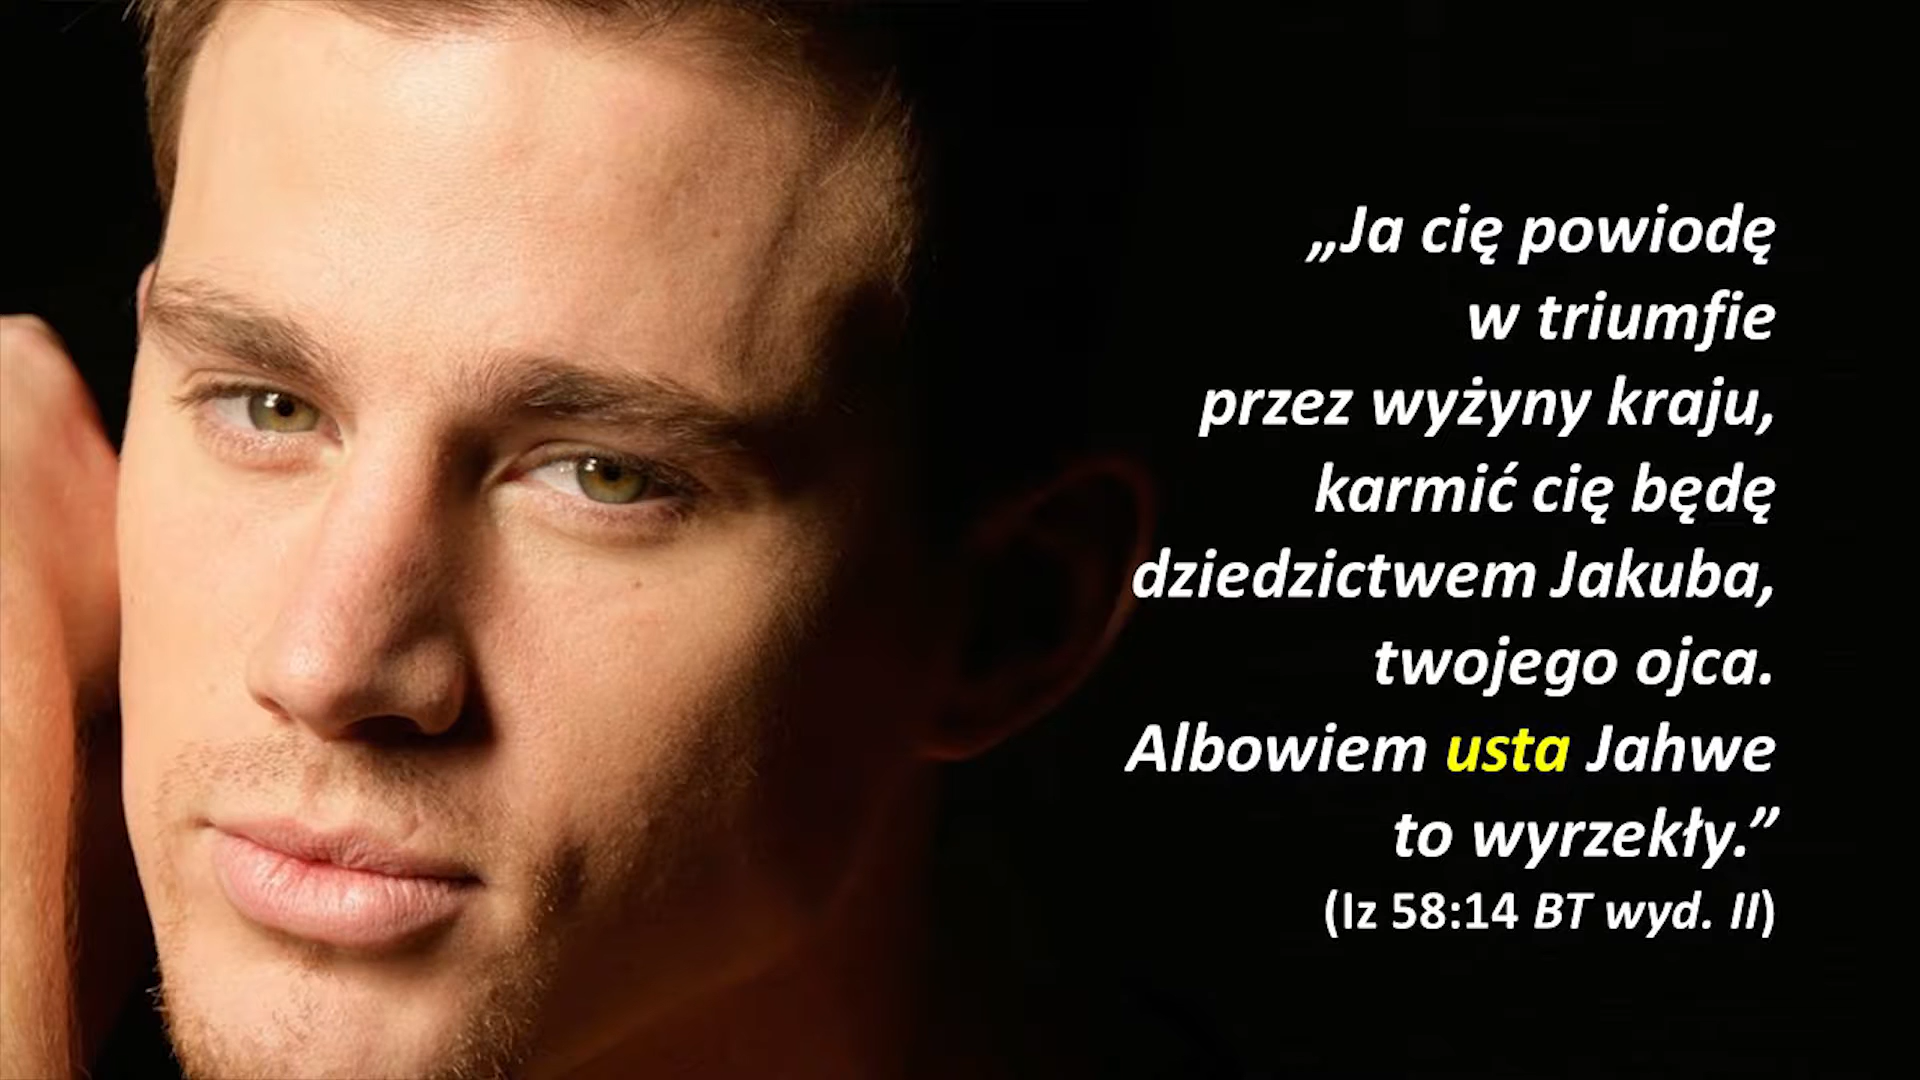 „Ja cię powiodę
w triumfie
przez wyżyny kraju,
karmić cię będę
dziedzictwem Jakuba,
twojego ojca.
Albowiem usta Jahwe
to wyrzekły.”
(Iz 58:14 BT wyd. II)